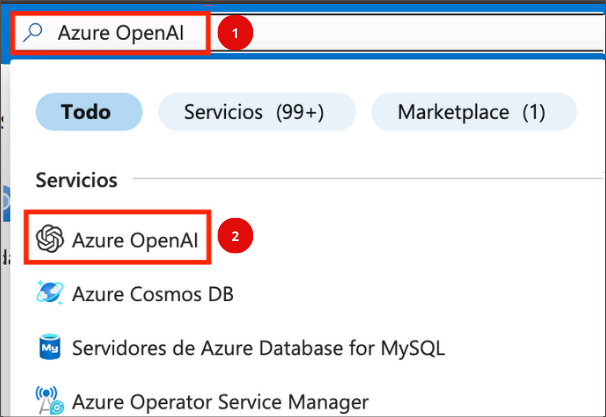 Azure OpenAI 1
Todo Servicios (99+) Marketplace (1)
Servicios
Azure OpenAI 2
Azure Cosmos DB
My Servidores de Azure Database for MySQL
Azure Operator Service Manager